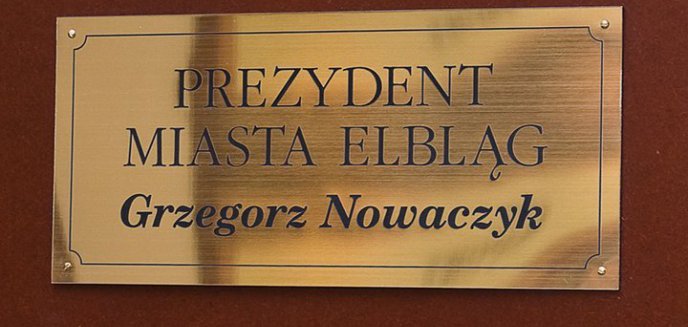 PREZYDENT
MIASTA ELBLĄG
Grzegorz Nowaczyk